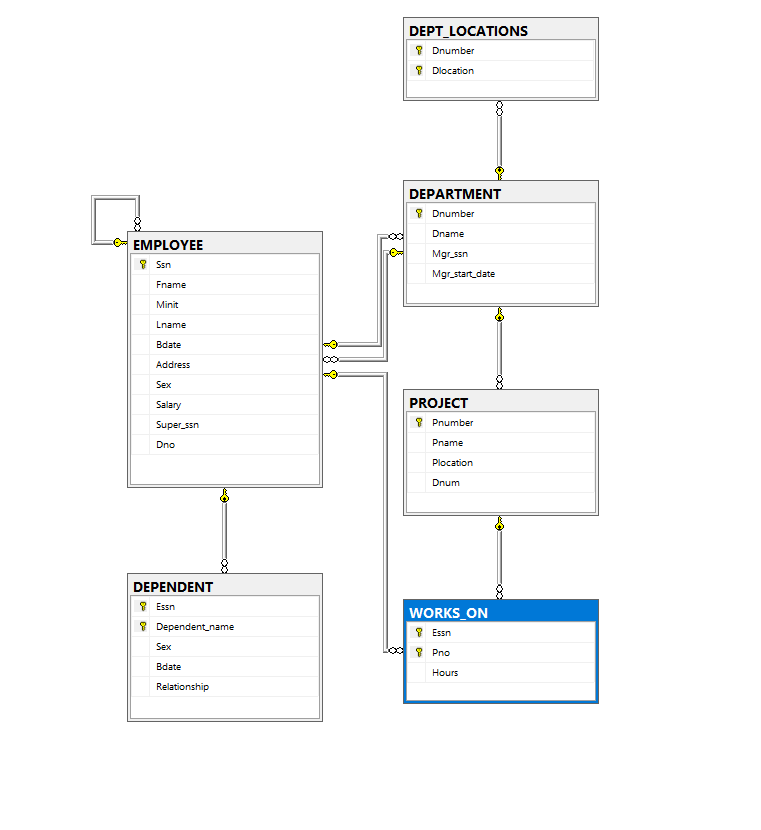 DEPT_LOCATIONS
Dnumber
Dlocation
DEPARTMENT
Dnumber
Dname
Mgr_ssn
Mgr_start_date
EMPLOYEE
Ssn
Fname
Minit
Lname
Bdate
Address
Sex
Salary
Super_ssn
Dno
PROJECT
Pnumber
Pname
Plocation
Dnum
DEPENDENT
Essn
Dependent_name
Sex
Bdate
Relationship
WORKS_ON
Essn
Pno
Hours